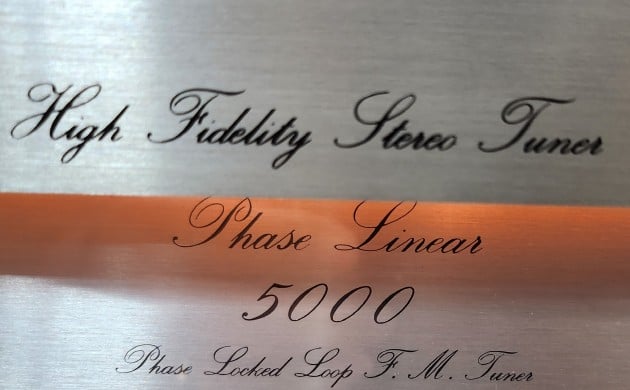 High Fidelity Stereo Tuner
Phase Linear
5000
Phase Locked Loop F. M. Tuner